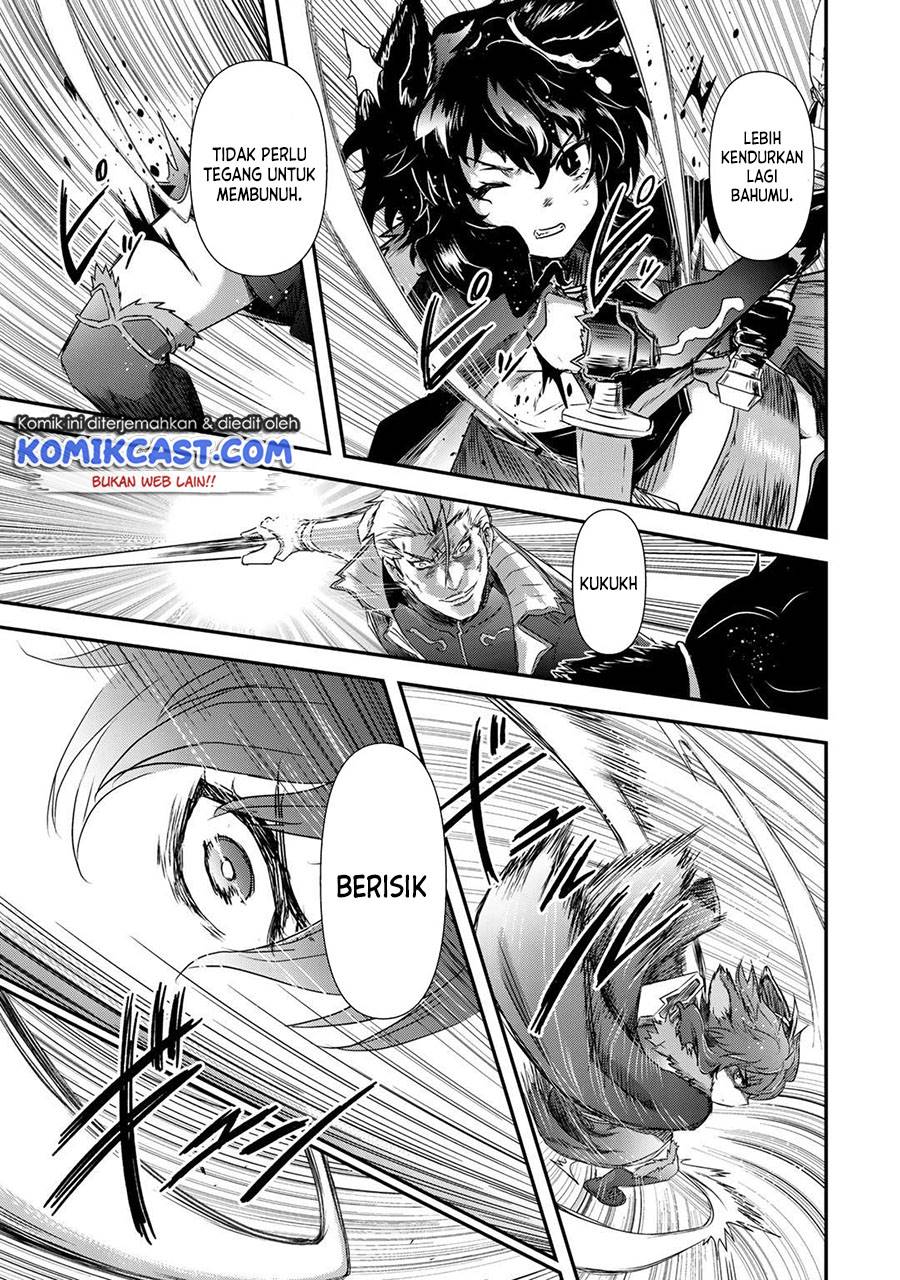 LEBIH
KENDURKAN
LAGI
BAHUMU.
TIDAK PERLU
TEGANG UNTUK
MEMBUNUH.
Komik ini diterjemahkan & diedit oleh
KOMIKCAST.COM
BUKAN WEB LAIN!!
KUKUKH
BERISIK